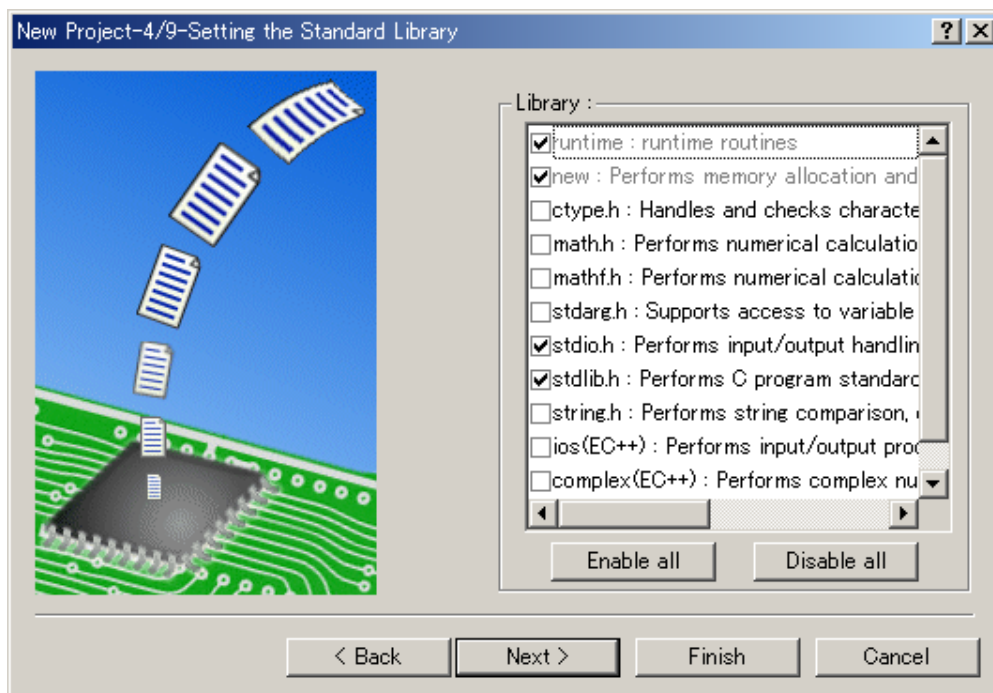 New Project-4/9-Setting the Standard Library
Library :
runtime : runtime routines
new : Performs memory allocation and
ctype.h : Handles and checks characte
math.h : Performs numerical calculatio
mathf.h : Performs numerical calculatic
stdarg.h : Supports access to variable
stdio.h : Performs input/output handlin
stdlib.h : Performs C program standard
string.h : Performs string comparison,
ios(EC++) : Performs input/output proc
complex(EC++) : Performs complex nu
Enable all
Disable all
< Back
Next >
Finish
Cancel